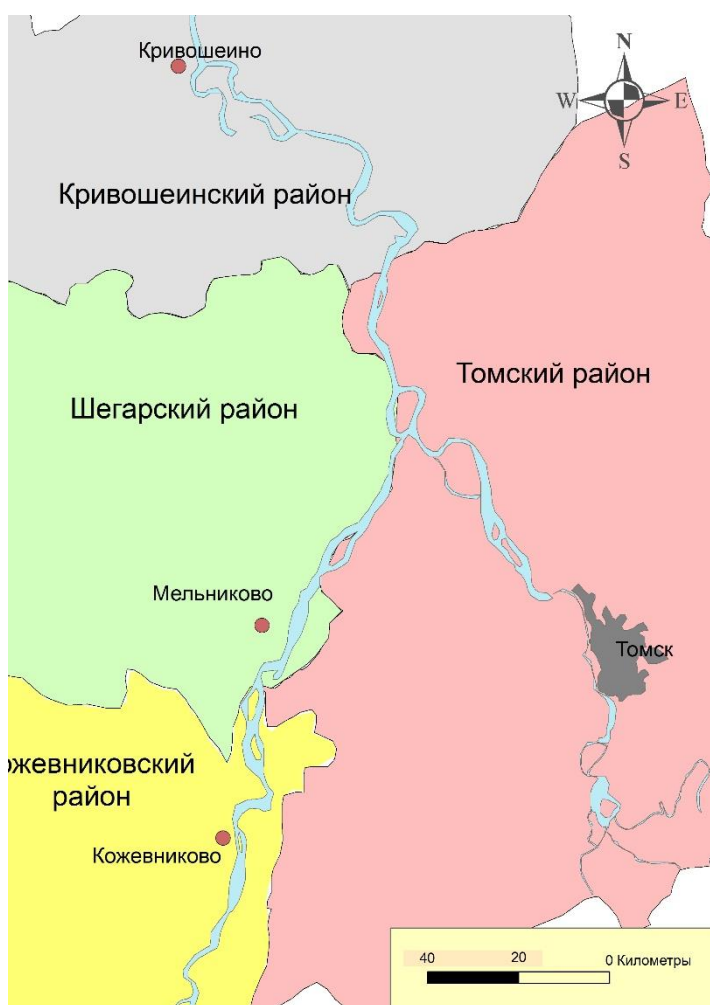 Кривошеино
N
W E
S
Кривошеинский район
Томский район
Шегарский район
Мельниково
Томск
ожевниковский
район
Кожевниково
40 20 0 Километры